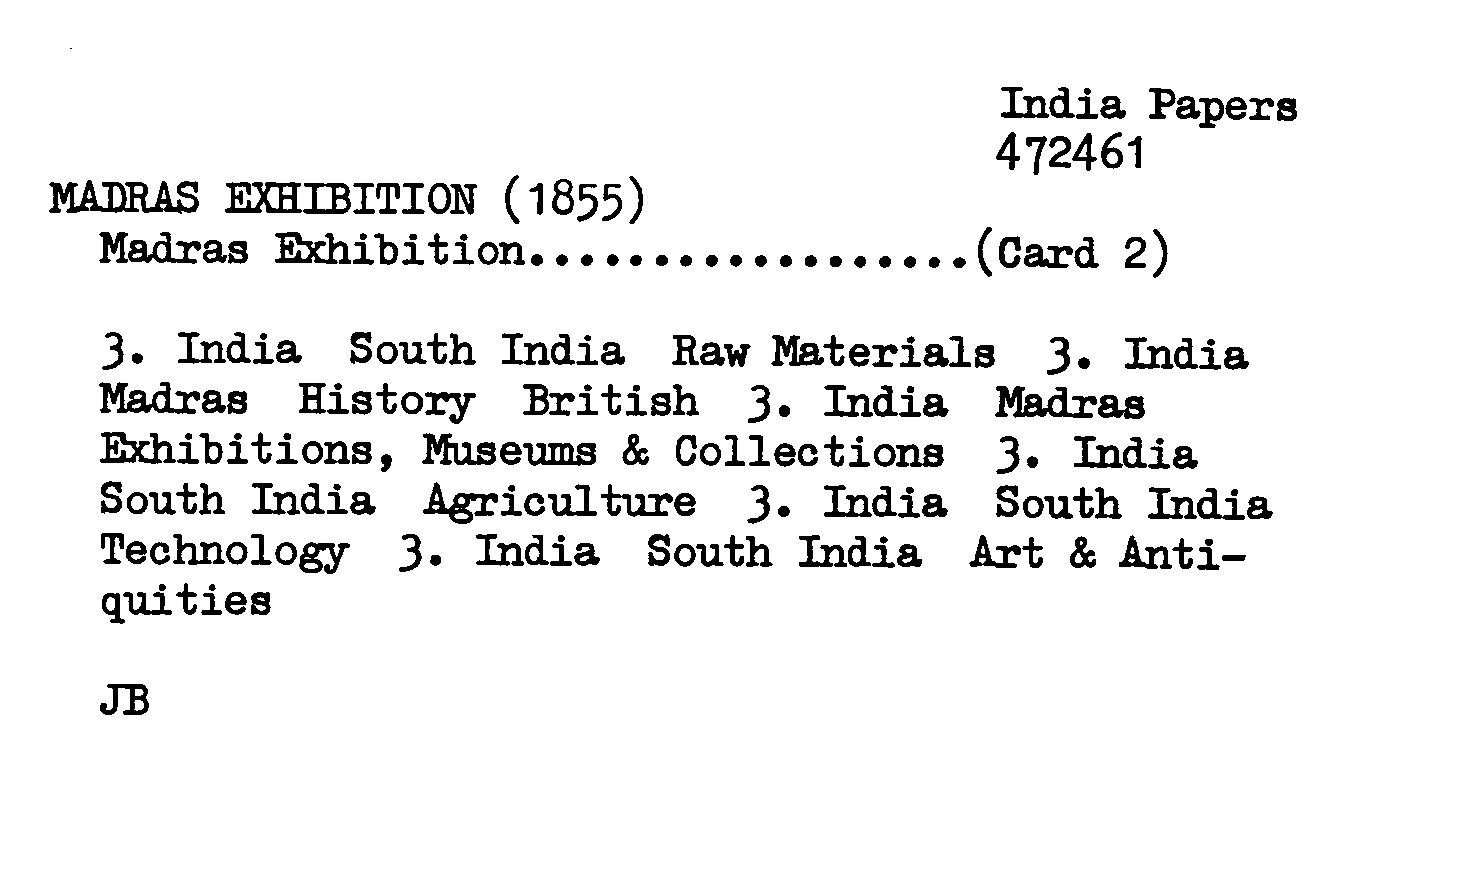 India Papers
472461
MADRAS EXHIBITION (1855)
Madras Exhibition..................(Card 2)
3. India South India Raw Materials 3. India
Madras History British 3. India Madras
Exhibitions, Museums & Collections 3. India
South India Agriculture 3. India South India
Technology 3. India South India Art & Anti-
quities
JB